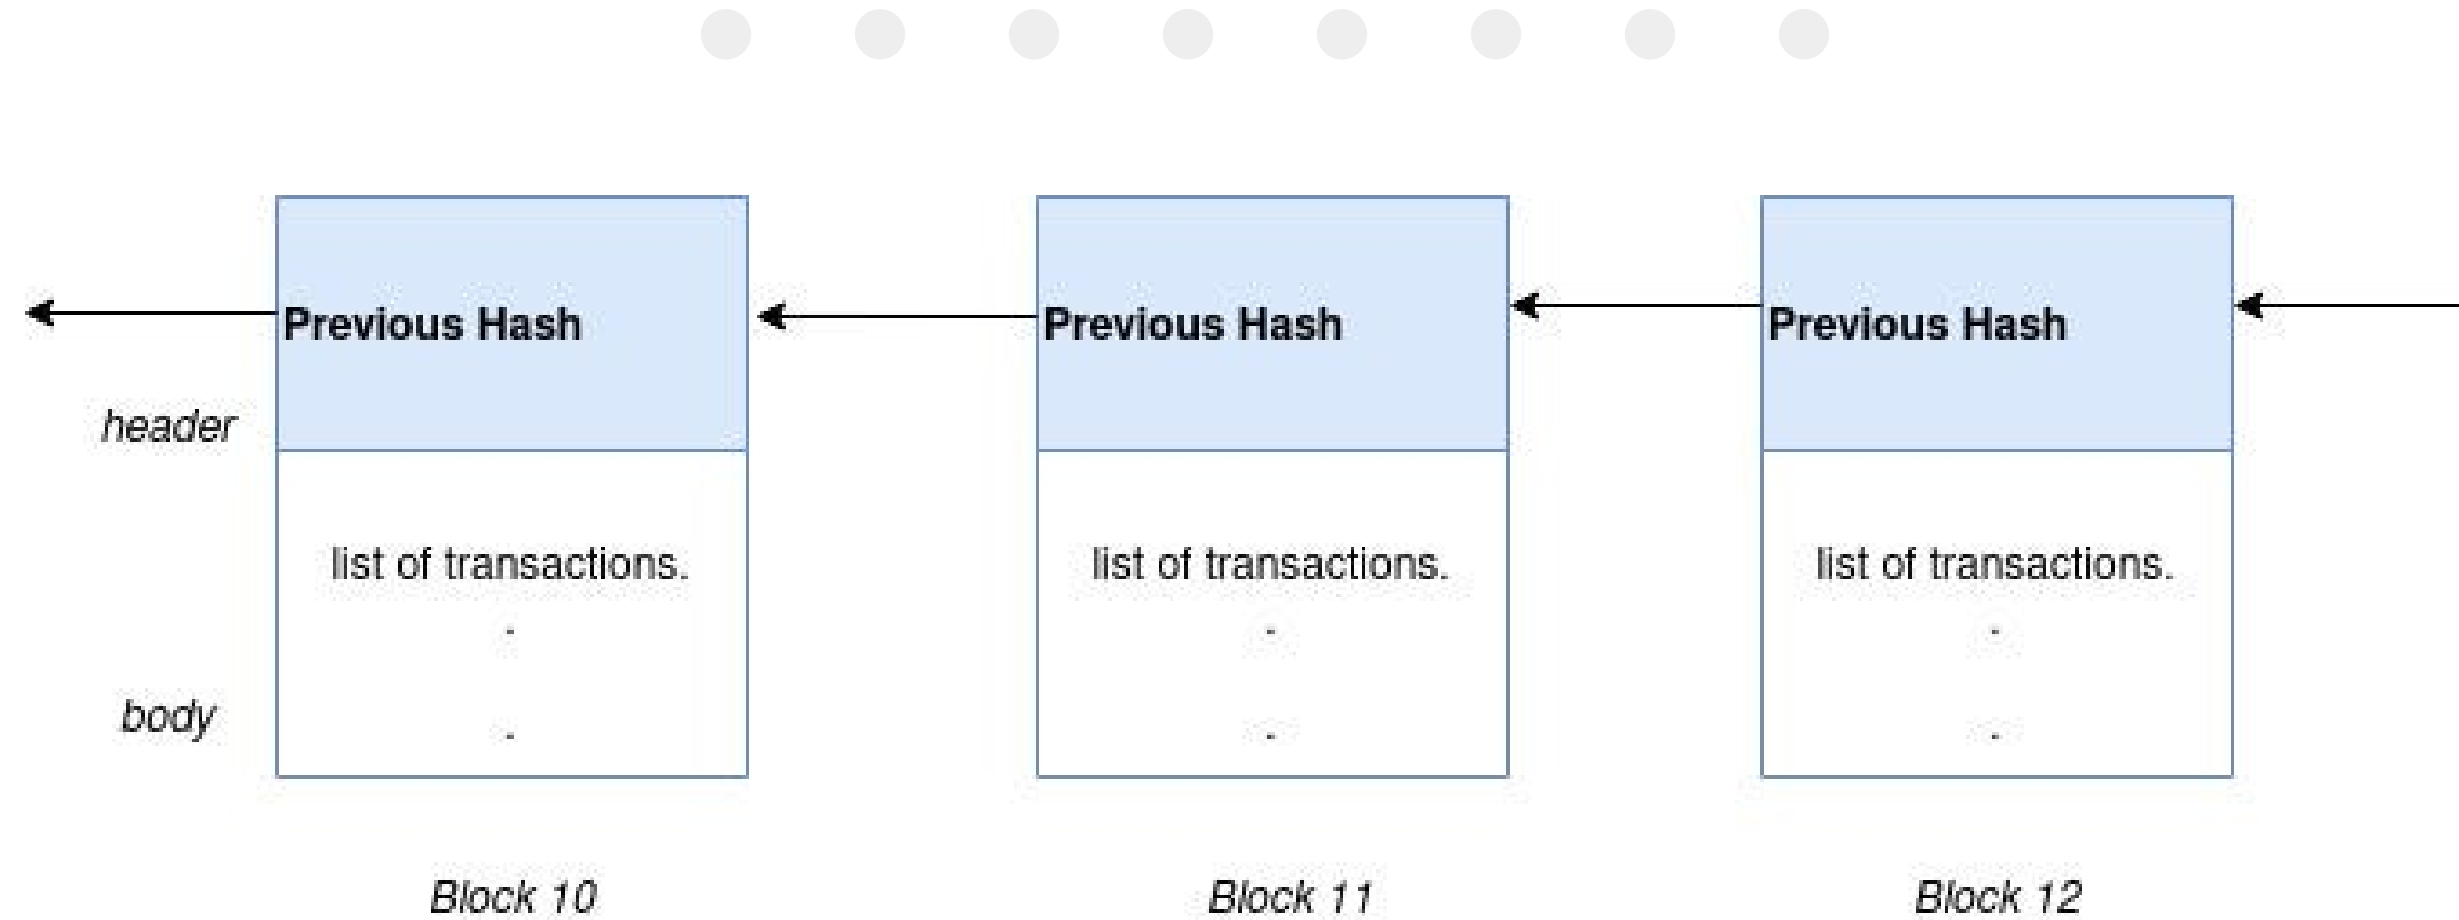 Previous Hash
Previous Hash
Previous Hash
header
list of transactions.
.
.
list of transactions.
.
.
list of transactions.
.
.
body
Block 10
Block 11
Block 12